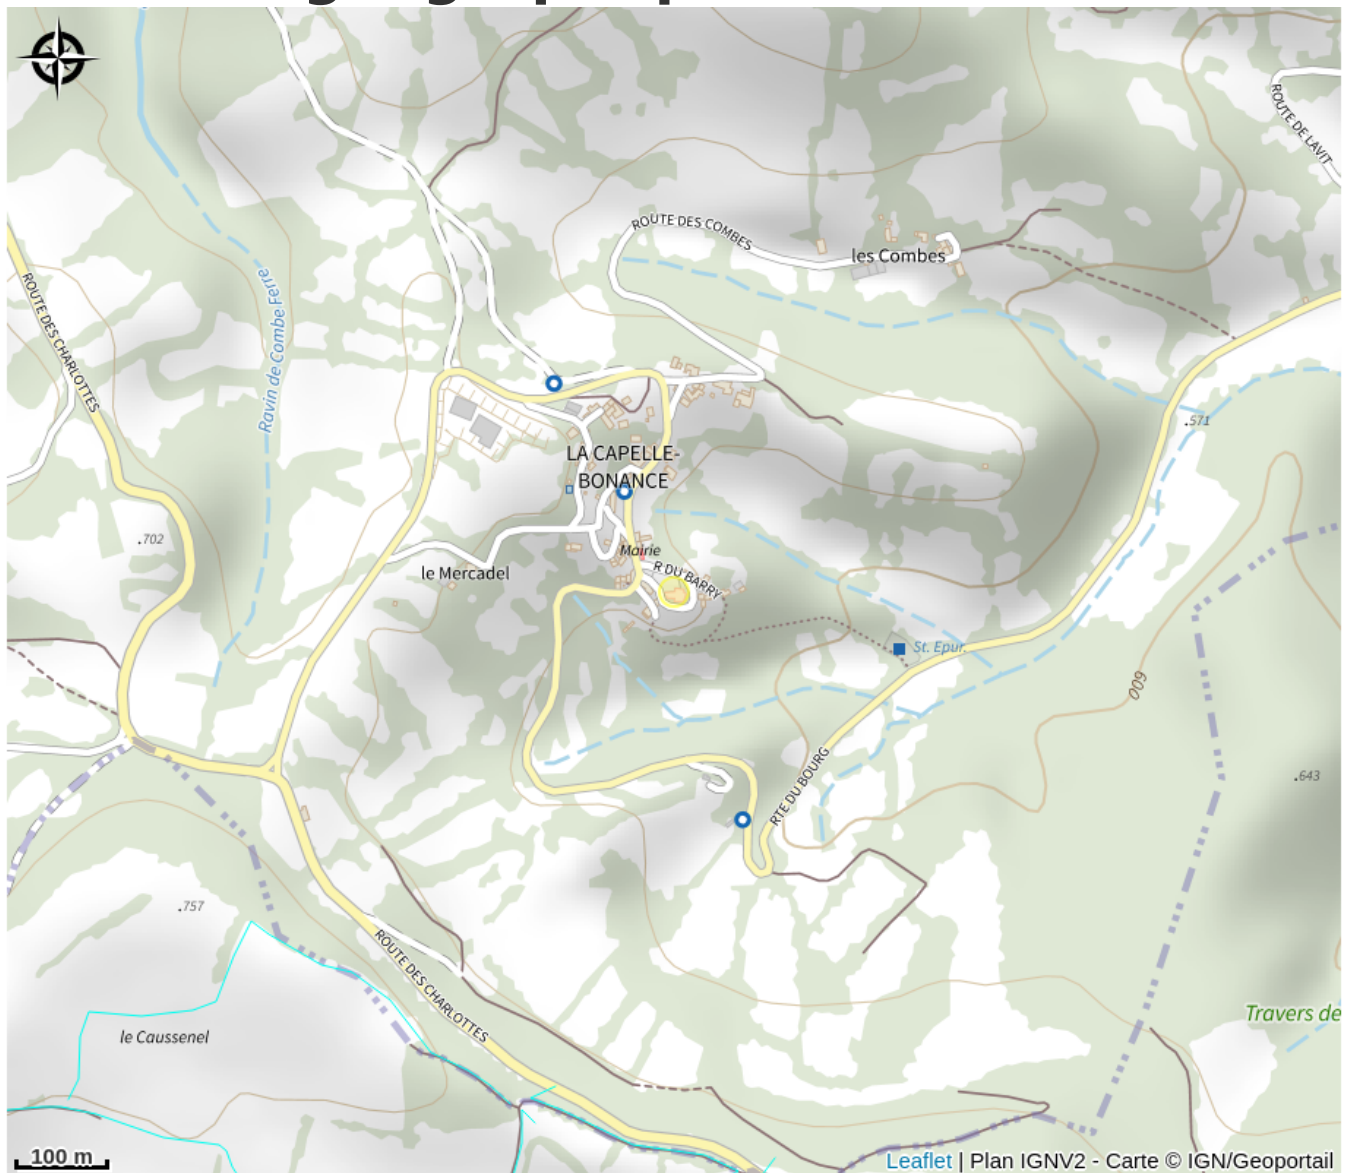 ROUTE DE LAVIT
ROUTE DES COMBES
les Combes
ROUTE DES CHARLOTTES
Ravin de Combe Ferre
.571
LA CAPELLE-
BONANCE
.702
Mairie
le Mercadel
R DU BARRY
St. Epur.
600
.643
RTE DU BOURG
.757
ROUTE DES CHARLOTTES
Travers de
le Caussenel
100 m
Leaflet | Plan IGNV2 - Carte © IGN/Geoportail